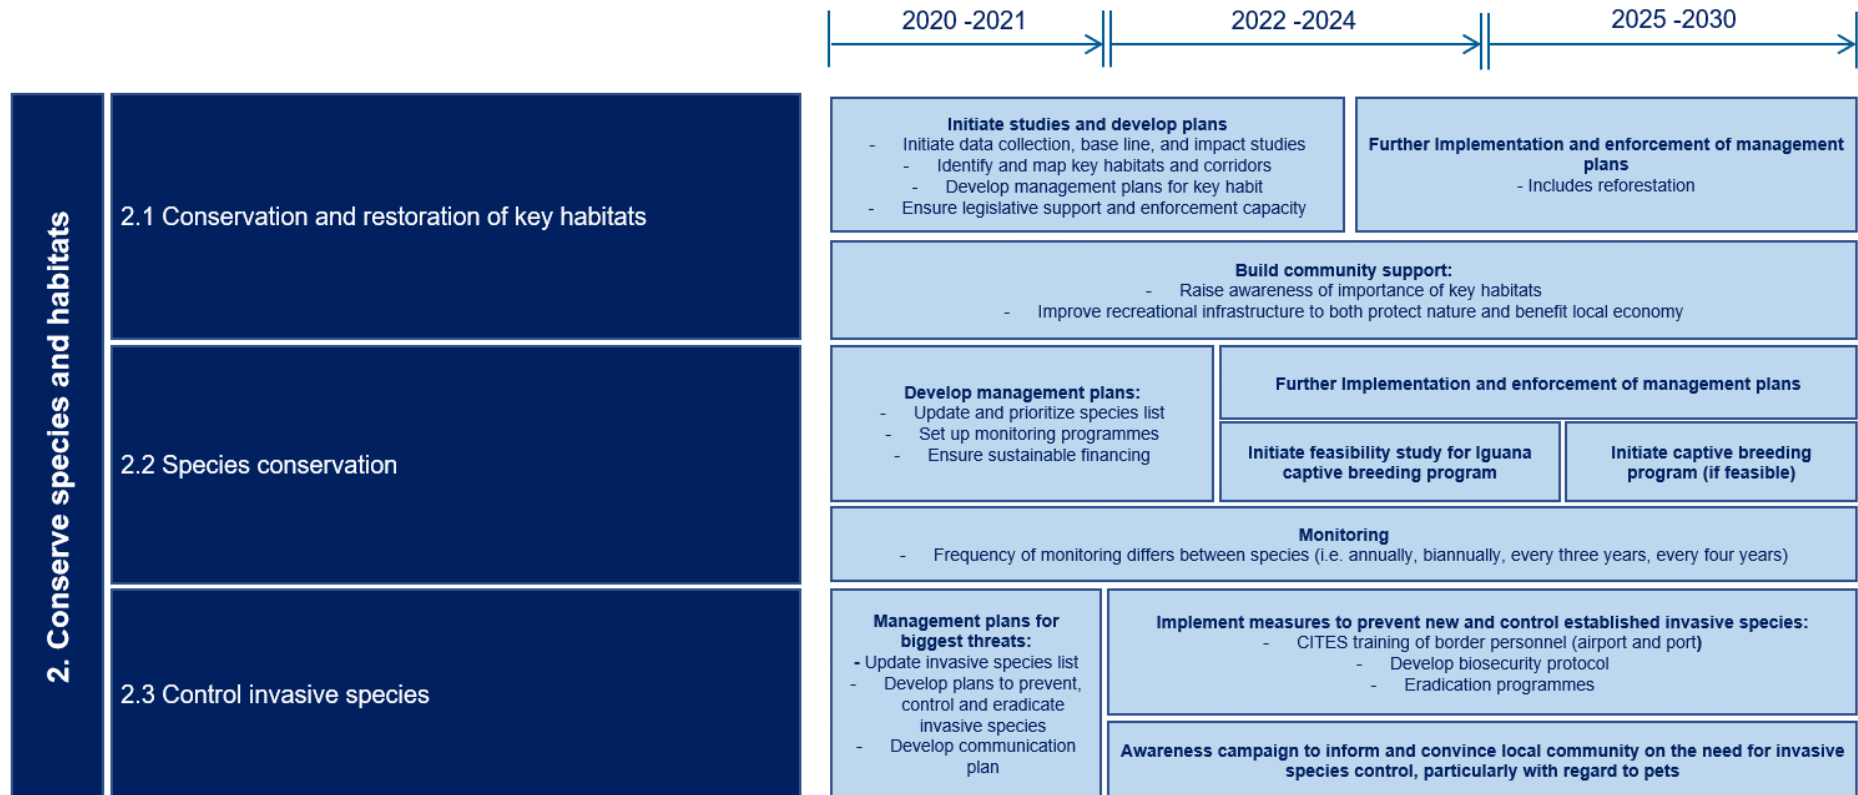 2020 -2021
2022 -2024
2025 -2030
2. Conserve species and habitats
2.1 Conservation and restoration of key habitats
Initiate studies and develop plans
- Initiate data collection, base line, and impact studies
- Identify and map key habitats and corridors
- Develop management plans for key habit
- Ensure legislative support and enforcement capacity
Further Implementation and enforcement of management
plans
- Includes reforestation
Build community support:
- Raise awareness of importance of key habitats
- Improve recreational infrastructure to both protect nature and benefit local economy
2.2 Species conservation
Develop management plans:
- Update and prioritize species list
- Set up monitoring programmes
- Ensure sustainable financing
Further Implementation and enforcement of management plans
Initiate feasibility study for Iguana
captive breeding program
Initiate captive breeding
program (if feasible)
Monitoring
- Frequency of monitoring differs between species (i.e. annually, biannually, every three years, every four years)
2.3 Control invasive species
Management plans for
biggest threats:
- Update invasive species list
- Develop plans to prevent,
control and eradicate
invasive species
- Develop communication
plan
Implement measures to prevent new and control established invasive species:
- CITES training of border personnel (airport and port)
- Develop biosecurity protocol
- Eradication programmes
Awareness campaign to inform and convince local community on the need for invasive
species control, particularly with regard to pets